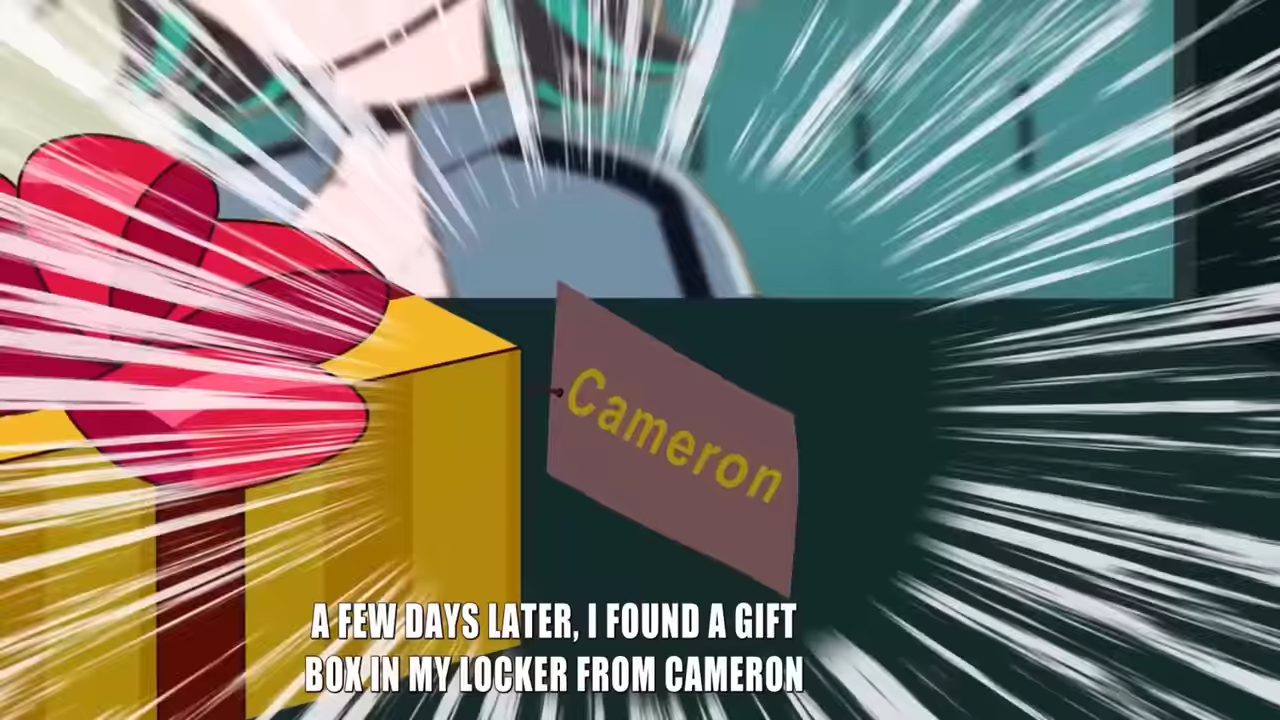 Cameron
A FEW DAYS LATER, I FOUND A GIFT
BOX IN MY LOCKER FROM CAMERON